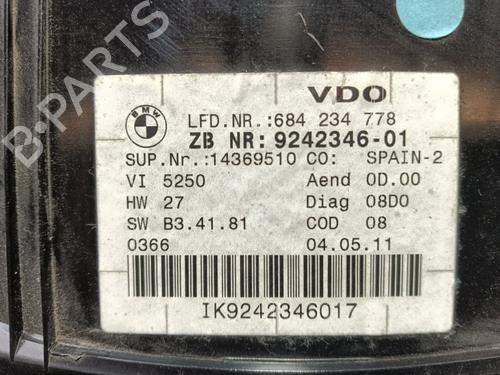 VDO
BMW
LFD.NR.:684 234 778
ZB NR:9242346-01
SUP.Nr.:14369510 CO: SPAIN-2
VI 5250 Aend 0D.00
HW 27 Diag 08D0
SW B3.41.81 COD 08
0366 04.05.11
IK9242346017
B-PARTS